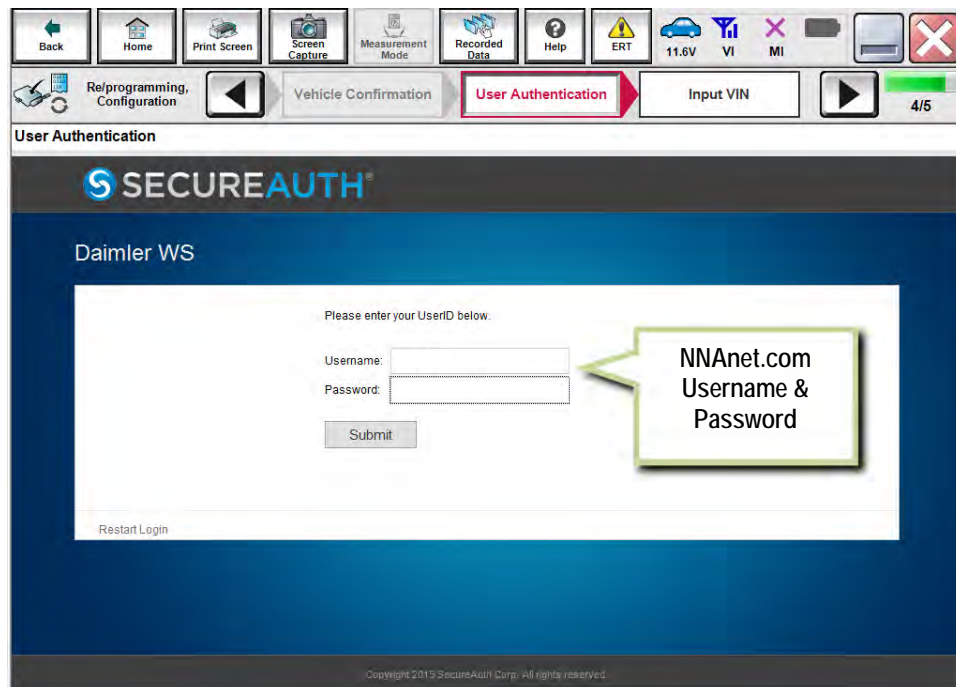 Back
Home
Print Screen
Screen
Capture
Measurement
Mode
Recorded
Data
Help
ERT
11.6V
VI
MI
Re/programming,
Configuration
Vehicle Confirmation
User Authentication
Input VIN
4/5
User Authentication
SECUREAUTH®
Daimler WS
Please enter your UserID below.
Username:
Password:
Submit
NNAnet.com
Username &
Password
Restart Login
Copyright 2015 SecureAuth Corp. All rights reserved.